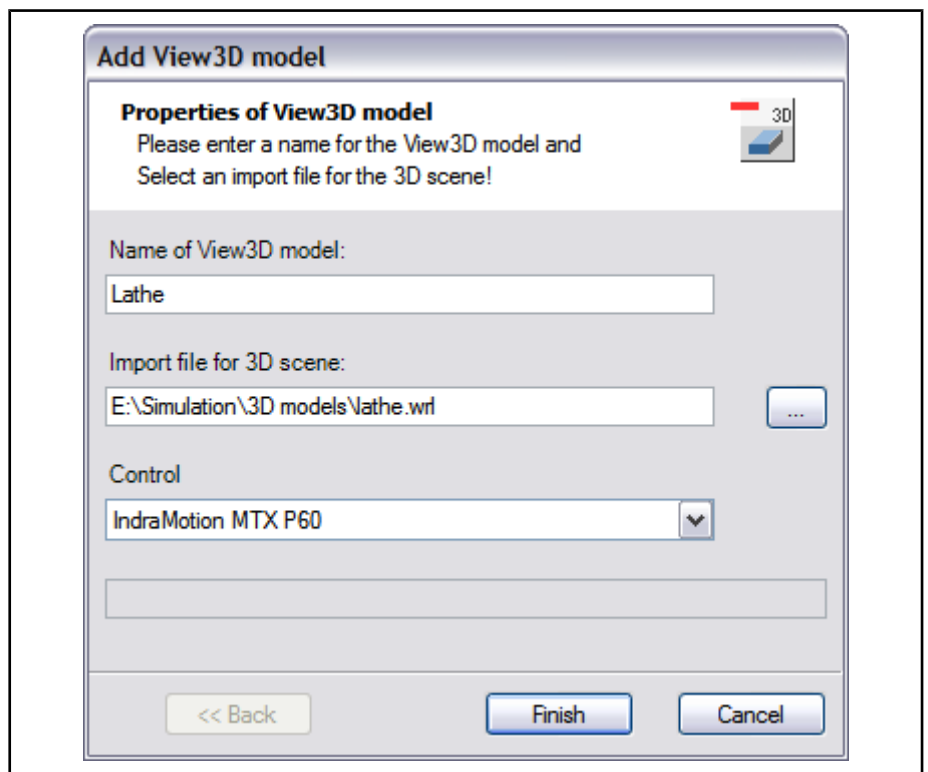 Add View3D model
Properties of View3D model
Please enter a name for the View3D model and
Select an import file for the 3D scene!
3D
Name of View3D model:
Lathe
Import file for 3D scene:
E:\Simulation\3D models\lathe.wrl
...
Control
IndraMotion MTX P60
<< Back
Finish
Cancel